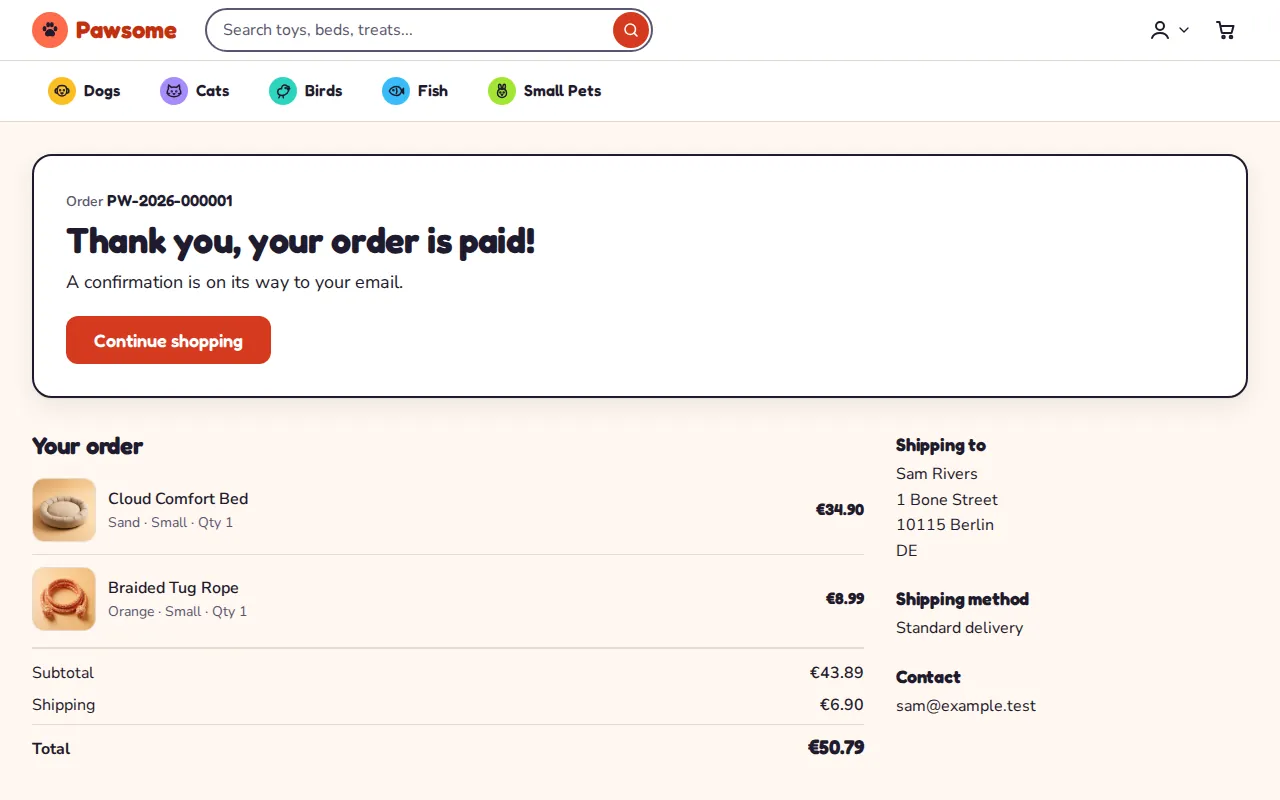 Pawsome
Search toys, beds, treats...
Dogs
Cats
Birds
Fish
Small Pets
Order PW-2026-000001
Thank you, your order is paid!
A confirmation is on its way to your email.
Continue shopping
Your order
Cloud Comfort Bed
Sand · Small · Qty 1
€34.90
Braided Tug Rope
Orange · Small · Qty 1
€8.99
Subtotal
€43.89
Shipping
€6.90
Total
€50.79
Shipping to
Sam Rivers
1 Bone Street
10115 Berlin
DE
Shipping method
Standard delivery
Contact
sam@example.test